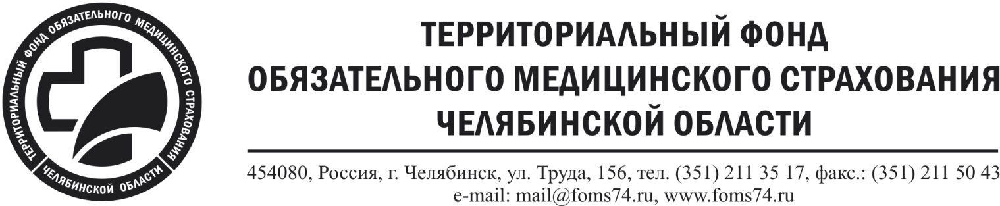 ТЕРРИТОРИАЛЬНЫЙ ФОНД ОБЯЗАТЕЛЬНОГО МЕДИЦИНСКОГО СТРАХОВАНИЯ
ЧЕЛЯБИНСКОЙ ОБЛАСТИ
ТЕРРИТОРИАЛЬНЫЙ ФОНД
ОБЯЗАТЕЛЬНОГО МЕДИЦИНСКОГО СТРАХОВАНИЯ
ЧЕЛЯБИНСКОЙ ОБЛАСТИ
454080, Россия, г. Челябинск, ул. Труда, 156, тел. (351) 211 35 17, факс.: (351) 211 50 43
e-mail: mail@foms74.ru, www.foms74.ru